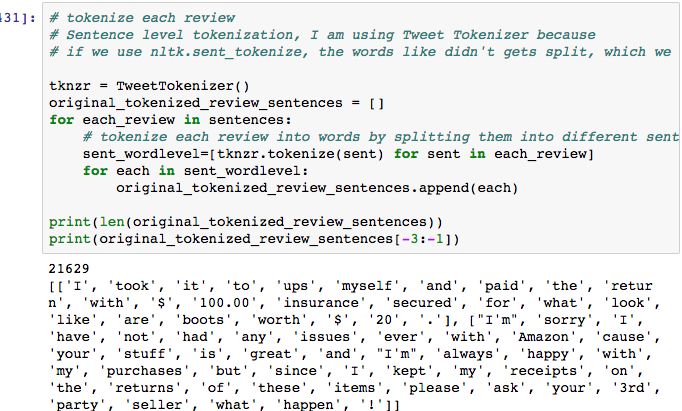 431]: # tokenize each review
# Sentence level tokenization, I am using Tweet Tokenizer because
# if we use nltk.sent_tokenize, the words like didn't gets split, which we
tknzr = TweetTokenizer()
original_tokenized_review_sentences = []
for each_review in sentences:
    # tokenize each review into words by splitting them into different sent
    sent_wordlevel=[tknzr.tokenize(sent) for sent in each_review]
    for each in sent_wordlevel:
        original_tokenized_review_sentences.append(each)
print(len(original_tokenized_review_sentences))
print(original_tokenized_review_sentences[-3:-1])
21629
[['I', 'took', 'it', 'to', 'ups', 'myself', 'and', 'paid', 'the', 'retur
n', 'with', '$', '100.00', 'insurance', 'secured', 'for', 'what', 'look',
'like', 'are', 'boots', 'worth', '$', '20', '.'], ["I'm", 'sorry', 'I',
'have', 'not', 'had', 'any', 'issues', 'ever', 'with', 'Amazon', 'cause',
'your', 'stuff', 'is', 'great', 'and', "I'm", 'always', 'happy', 'with',
'my', 'purchases', 'but', 'since', 'I', 'kept', 'my', 'receipts', 'on',
'the', 'returns', 'of', 'these', 'items', 'please', 'ask', 'your', '3rd',
'party', 'seller', 'what', 'happen', '!']]